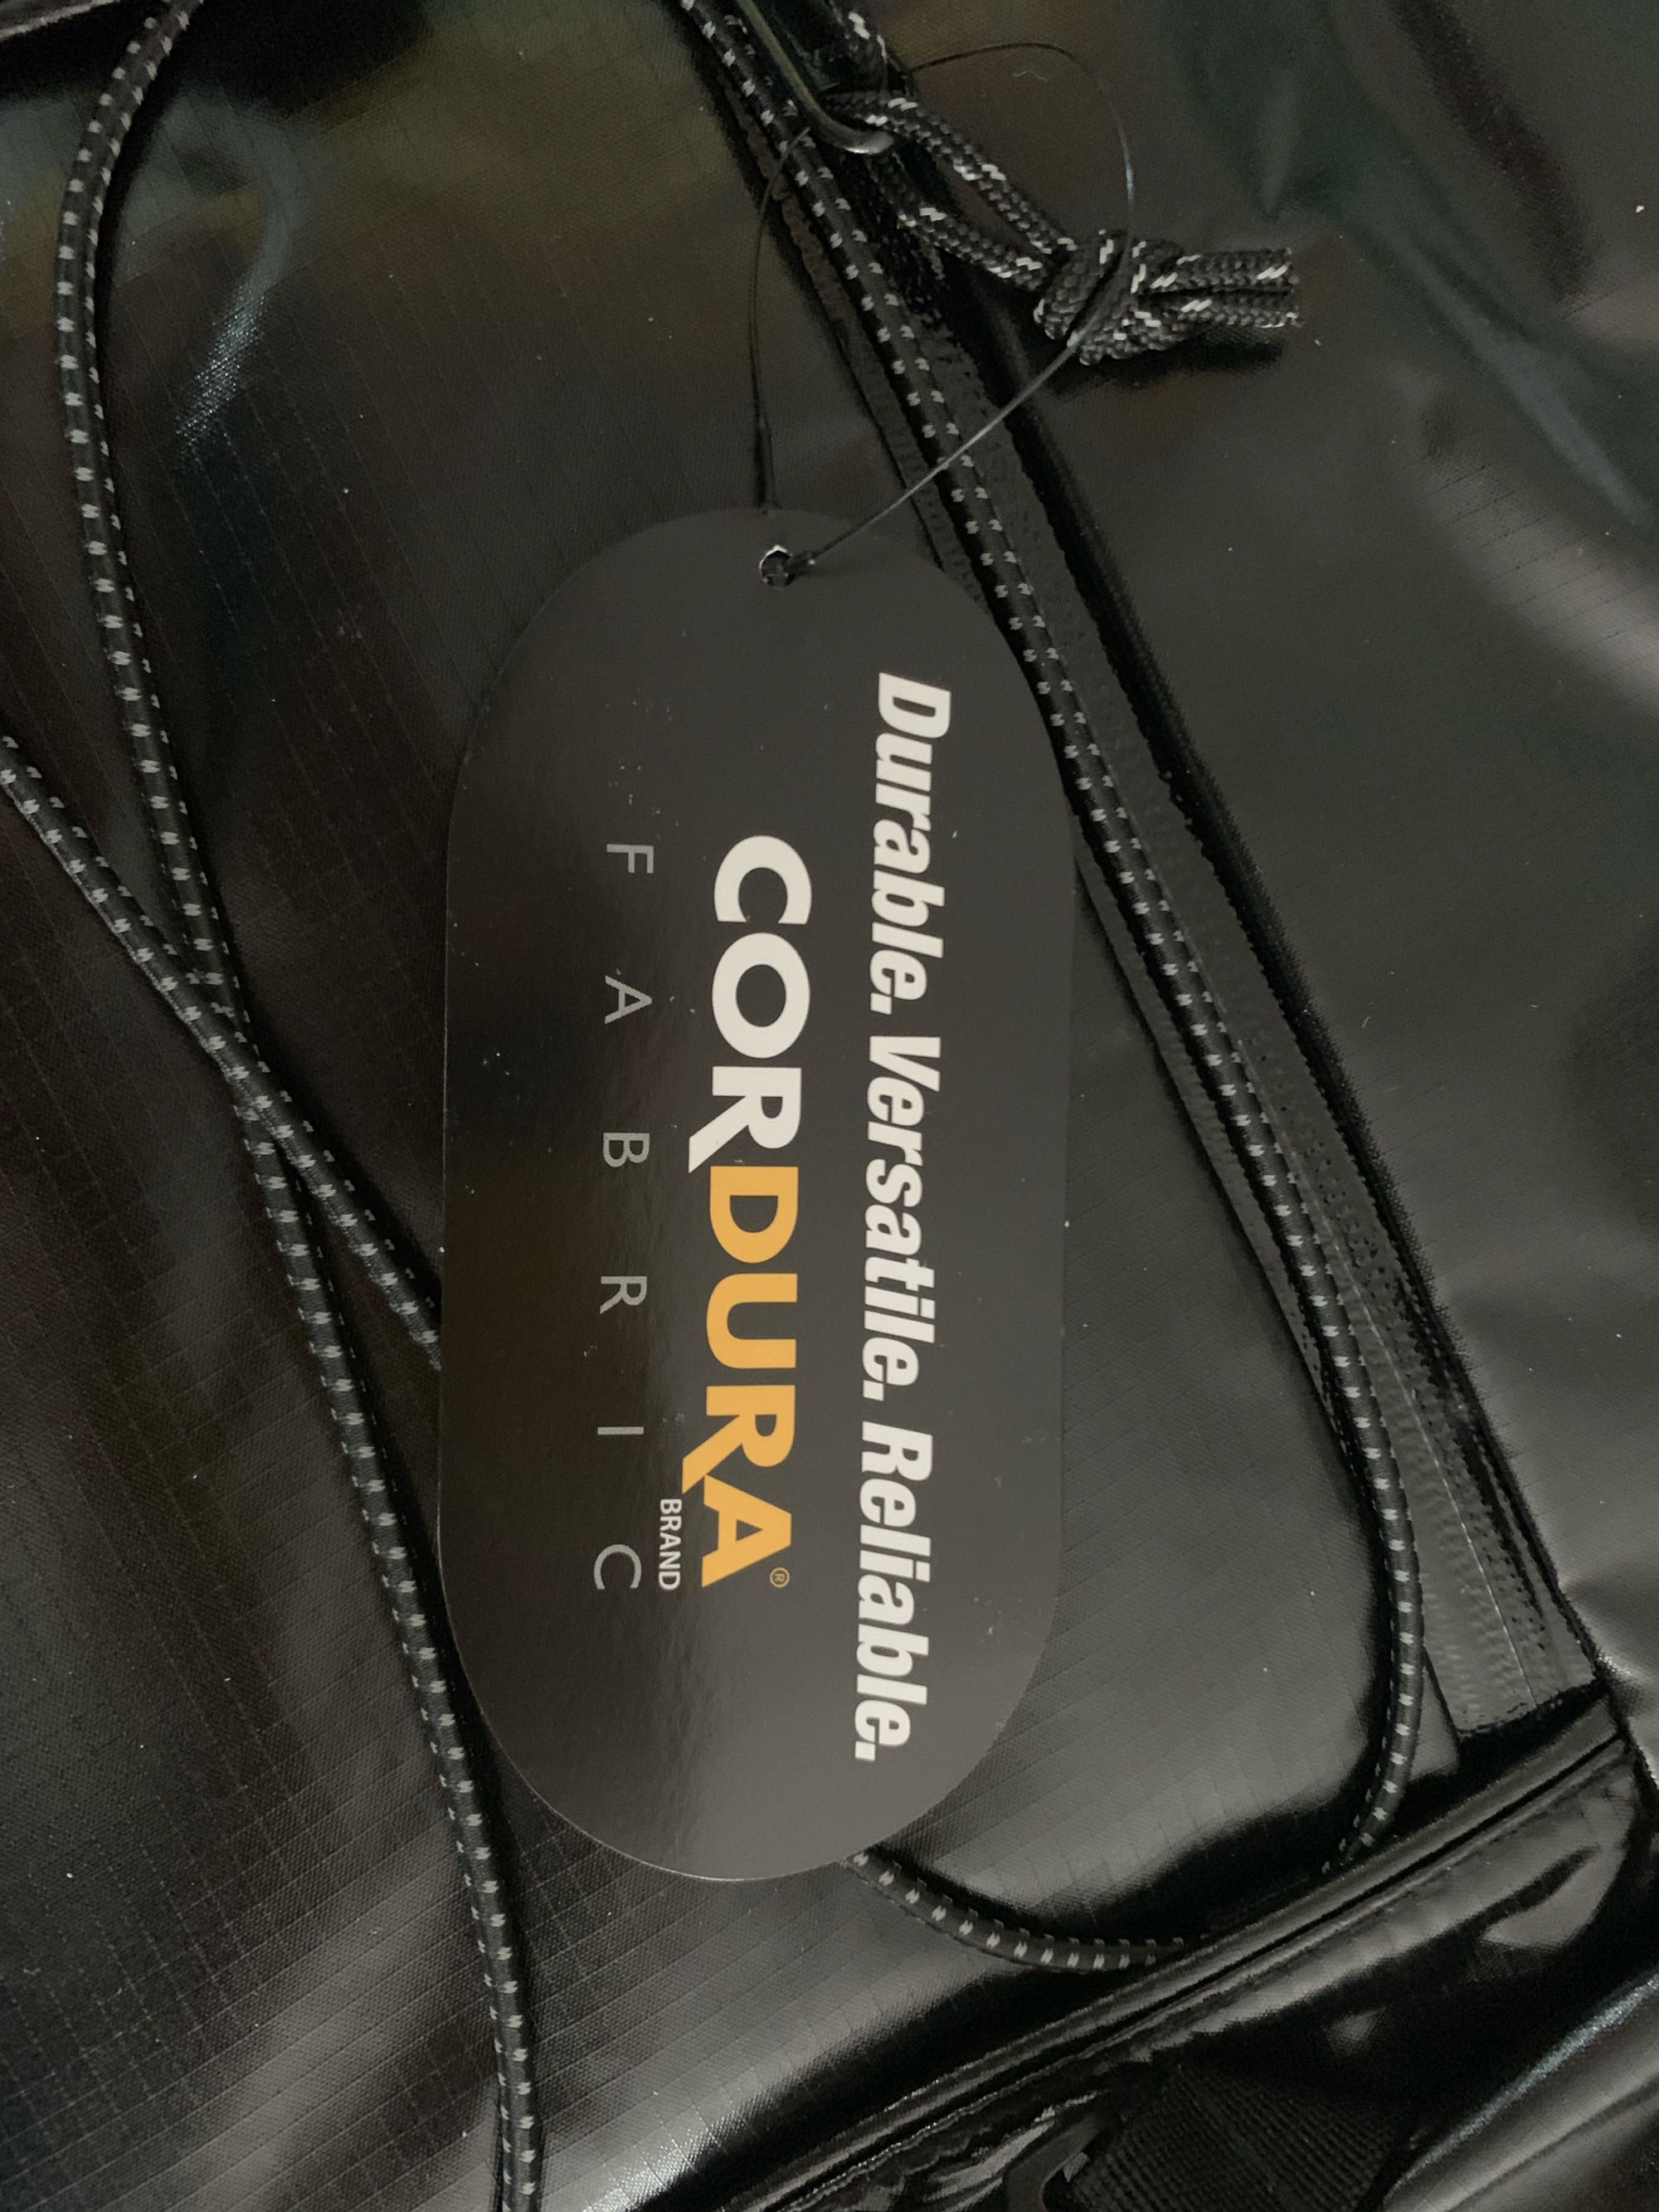 Durable. Versatile. Reliable.
CORDURA®
BRAND
FABRIC